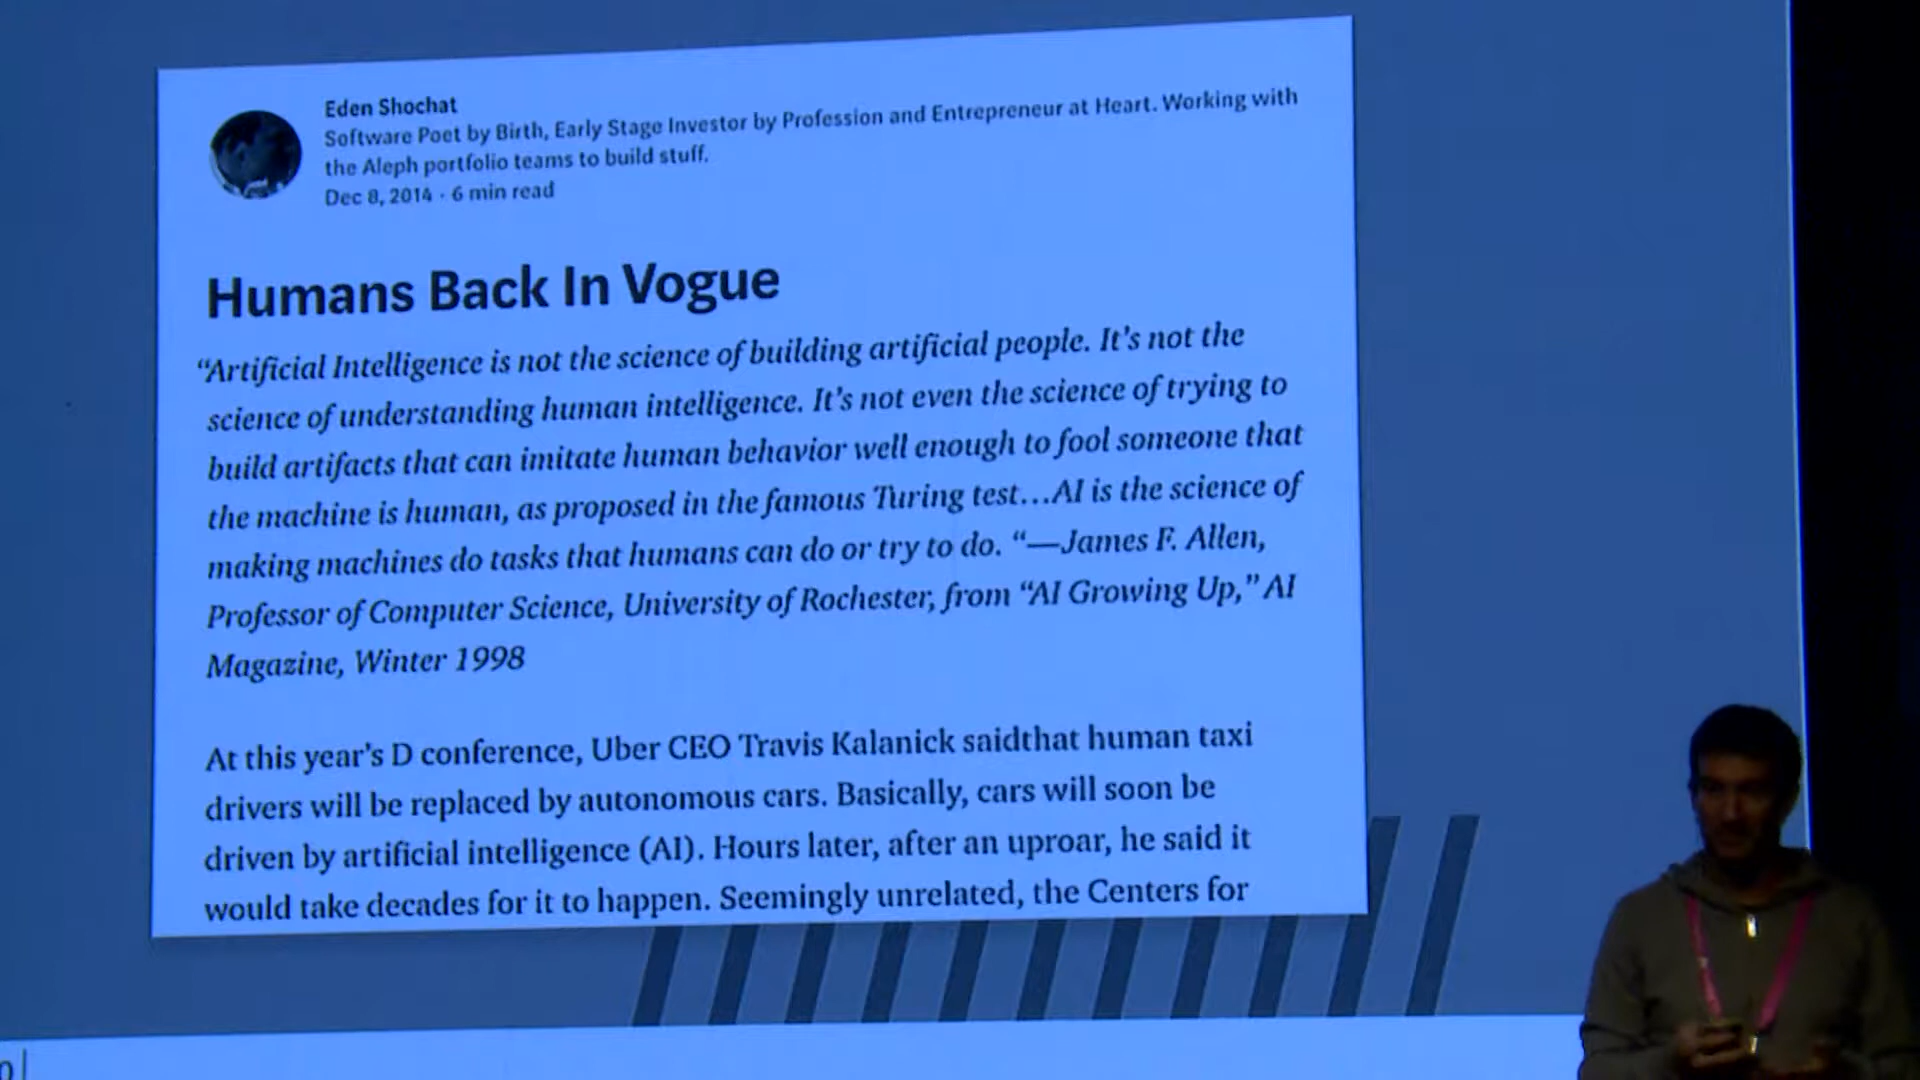 Eden Shochat
Software Poet by Birth, Early Stage Investor by Profession and Entrepreneur at Heart. Working with
the Aleph portfolio teams to build stuff.
Dec 8, 2014 · 6 min read
Humans Back In Vogue
“Artificial Intelligence is not the science of building artificial people. It’s not the
science of understanding human intelligence. It’s not even the science of trying to
build artifacts that can imitate human behavior well enough to fool someone that
the machine is human, as proposed in the famous Turing test…AI is the science of
making machines do tasks that humans can do or try to do. “—James F. Allen,
Professor of Computer Science, University of Rochester, from “AI Growing Up,” AI
Magazine, Winter 1998
At this year’s D conference, Uber CEO Travis Kalanick saidthat human taxi
drivers will be replaced by autonomous cars. Basically, cars will soon be
driven by artificial intelligence (AI). Hours later, after an uproar, he said it
would take decades for it to happen. Seemingly unrelated, the Centers for